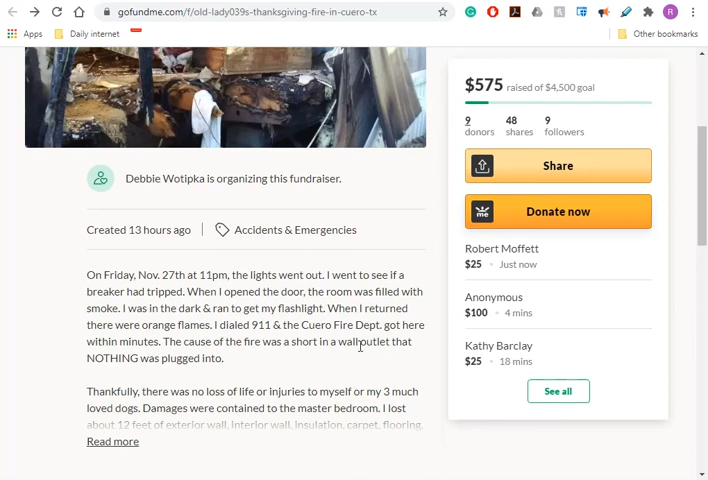 gofundme.com/f/old-lady039s-thanksgiving-fire-in-cuero-tx
R
Apps
Daily internet
Other bookmarks
$575 raised of $4,500 goal
9 48 9
donors shares followers
Share
me
Donate now
Robert Moffett
$25 • Just now
Anonymous
$100 • 4 mins
Kathy Barclay
$25 • 18 mins
See all
Debbie Wotipka is organizing this fundraiser.
Created 13 hours ago | Accidents & Emergencies
On Friday, Nov. 27th at 11pm, the lights went out. I went to see if a
breaker had tripped. When I opened the door, the room was filled with
smoke. I was in the dark & ran to get my flashlight. When I returned
there were orange flames. I dialed 911 & the Cuero Fire Dept. got here
within minutes. The cause of the fire was a short in a wall outlet that
NOTHING was plugged into.
Thankfully, there was no loss of life or injuries to myself or my 3 much
loved dogs. Damages were contained to the master bedroom. I lost
about 12 feet of exterior wall, interior wall, insulation, carpet, flooring,
Read more